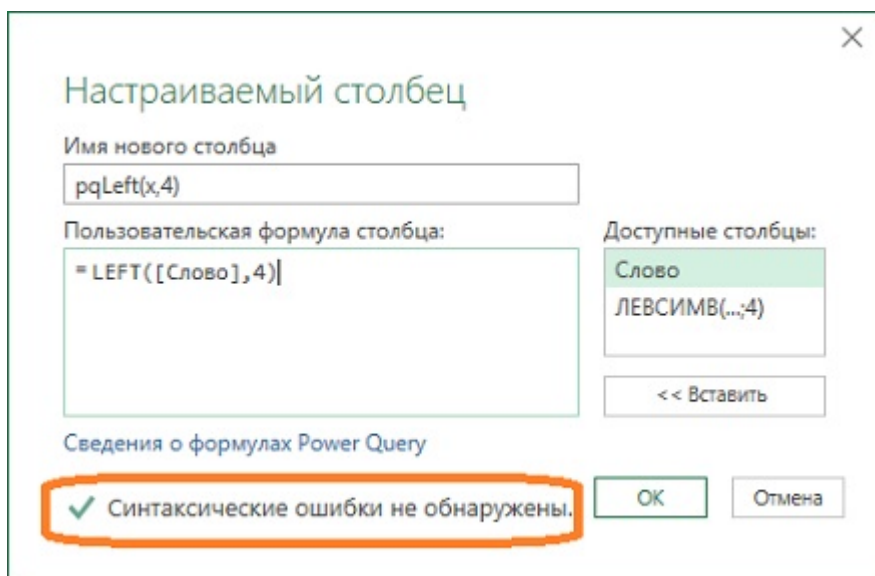 Настраиваемый столбец
Имя нового столбца
pqLeft(x,4)
Пользовательская формула столбца:
= LEFT([Слово],4)
Доступные столбцы:
Слово
ЛЕВСИМВ(...;4)
<< Вставить
Сведения о формулах Power Query
Синтаксические ошибки не обнаружены.
ОК
Отмена